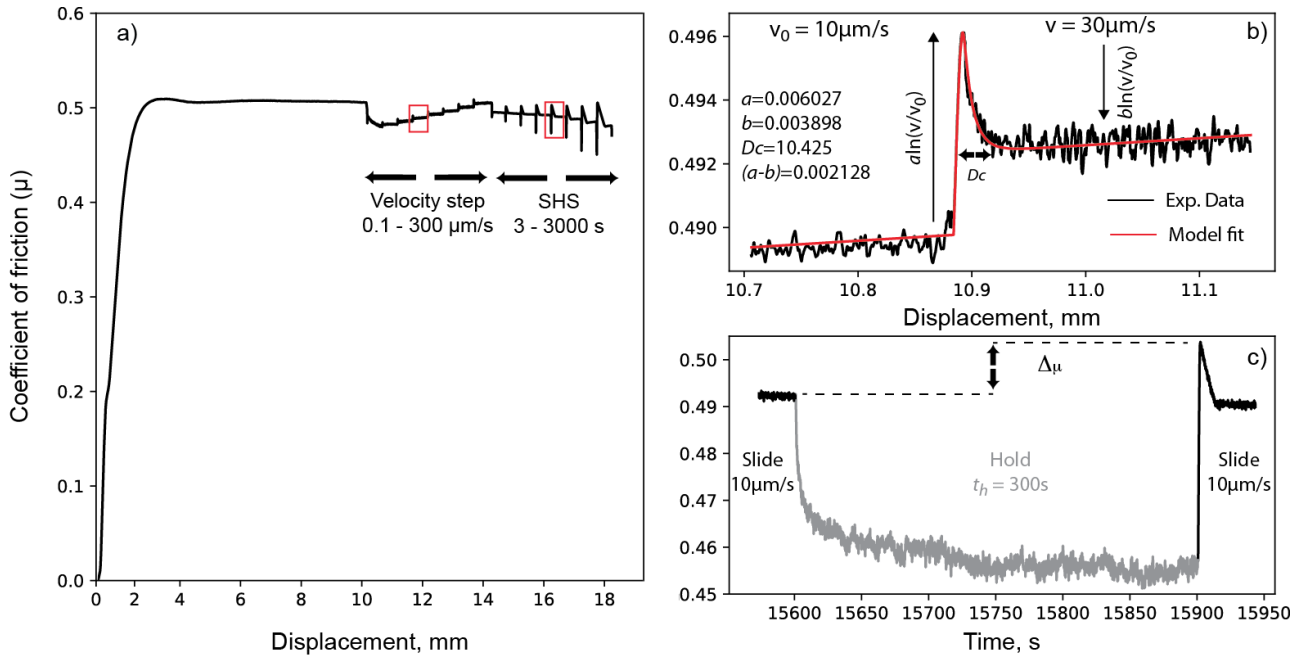 a)
Coefficient of friction (μ)
0.6
0.5
0.4
0.3
0.2
0.1
0.0
Velocity step
0.1 - 300 μm/s
SHS
3 - 3000 s
0
2
4
6
8
10
12
14
16
18
Displacement, mm
b)
v0 = 10μm/s
v = 30μm/s
0.496
0.494
0.492
0.490
a=0.006027
b=0.003898
Dc=10.425
(a-b)=0.002128
aln(v/v0)
bln(v/v0)
Dc
Exp. Data
Model fit
10.7
10.8
10.9
11.0
11.1
Displacement, mm
c)
0.50
0.49
0.48
0.47
0.46
0.45
Δμ
Slide
10μm/s
Hold
th = 300s
Slide
10μm/s
15600
15650
15700
15750
15800
15850
15900
15950
Time, s